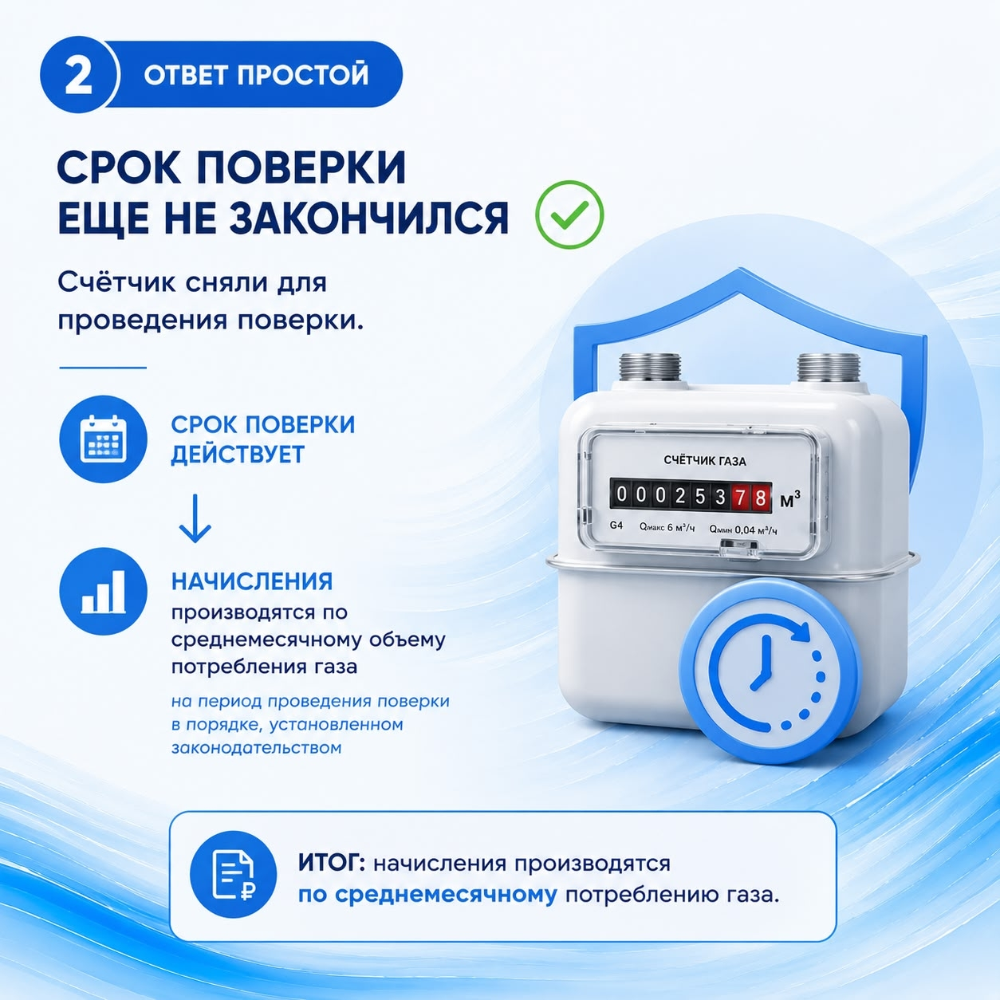 2
ОТВЕТ ПРОСТОЙ
СРОК ПОВЕРКИ
ЕЩЕ НЕ ЗАКОНЧИЛСЯ
Счётчик сняли для
проведения поверки.
СРОК ПОВЕРКИ
ДЕЙСТВУЕТ
НАЧИСЛЕНИЯ
производятся по
среднемесячному объему
потребления газа
на период проведения поверки
в порядке, установленном
законодательством
СЧЁТЧИК ГАЗА
00025378 м³
G4 Qмакс 6 м³/ч Qмин 0,04 м³/ч
ИТОГ: начисления производятся
по среднемесячному потреблению газа.
₽